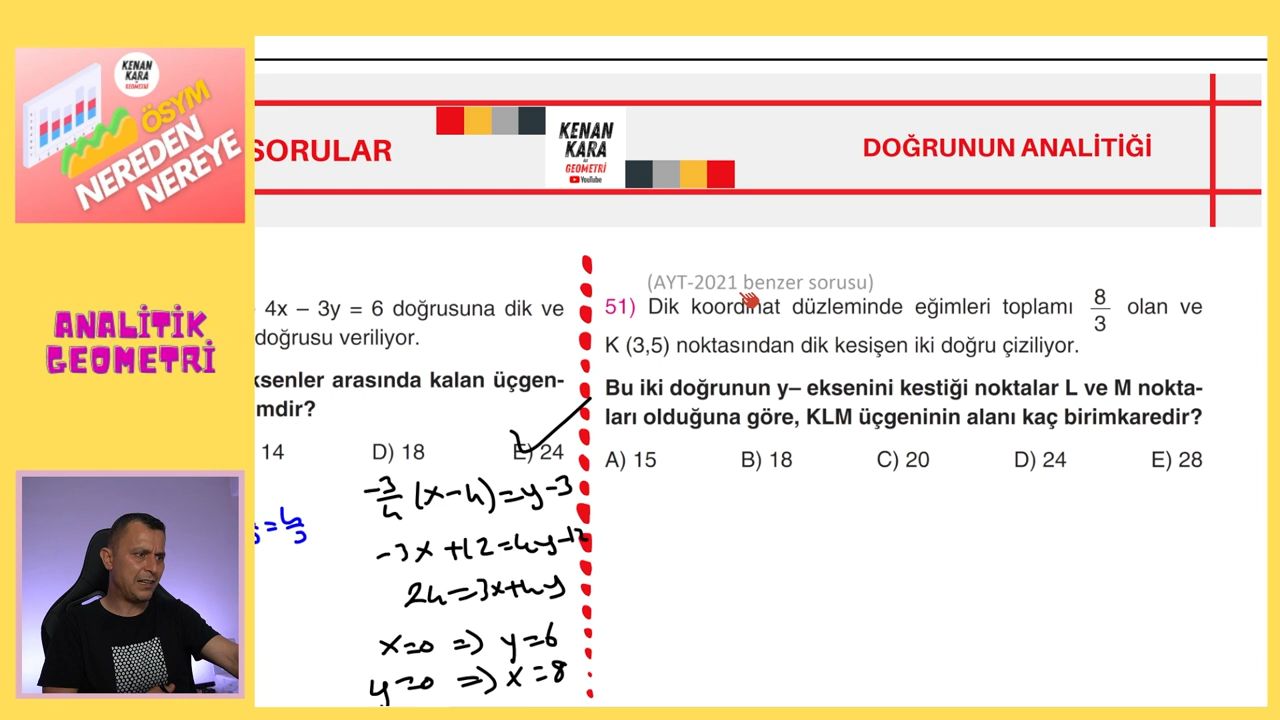 KENAN
KARA
GEOMETRİ
ÖSYM
NEREDEN
NEREYE
ANALİTİK
GEOMETRİ
SORULAR
KENAN
KARA
GEOMETRİ
YouTube
DOĞRUNUN ANALİTİĞİ
4x – 3y = 6 doğrusuna dik ve
doğrusu veriliyor.
ksenler arasında kalan üçgen-
mdir?
14 D) 18 E) 24
-3/4 (x-4)=y-3
-3x+12=4y-12
24=3x+4y
x=0 => y=6
y=0 => x=8
=4/3
(AYT-2021 benzer sorusu)
51) Dik koordinat düzleminde eğimleri toplamı 8/3 olan ve
K (3,5) noktasından dik kesişen iki doğru çiziliyor.
Bu iki doğrunun y– eksenini kestiği noktalar L ve M nokta-
ları olduğuna göre, KLM üçgeninin alanı kaç birimkaredir?
A) 15 B) 18 C) 20 D) 24 E) 28